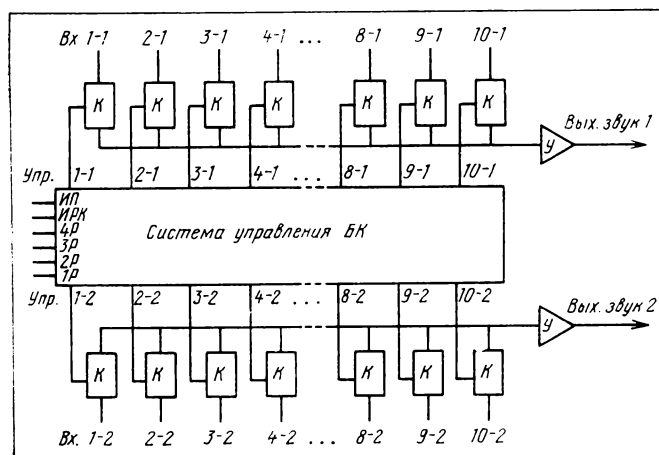 Вх 1-1 2-1 3-1 4-1 ... 8-1 9-1 10-1
К К К К К К К
Вых. звук 1
У
Упр. 1-1 2-1 3-1 4-1 8-1 9-1 10-1
ИП
ИРК
4Р
3Р
2Р
1Р
Система управления БК
Упр. 1-2 2-2 3-2 4-2 8-2 9-2 10-2
Вых. звук 2
У
К К К К К К К
Вх. 1-2 2-2 3-2 4-2 ... 8-2 9-2 10-2